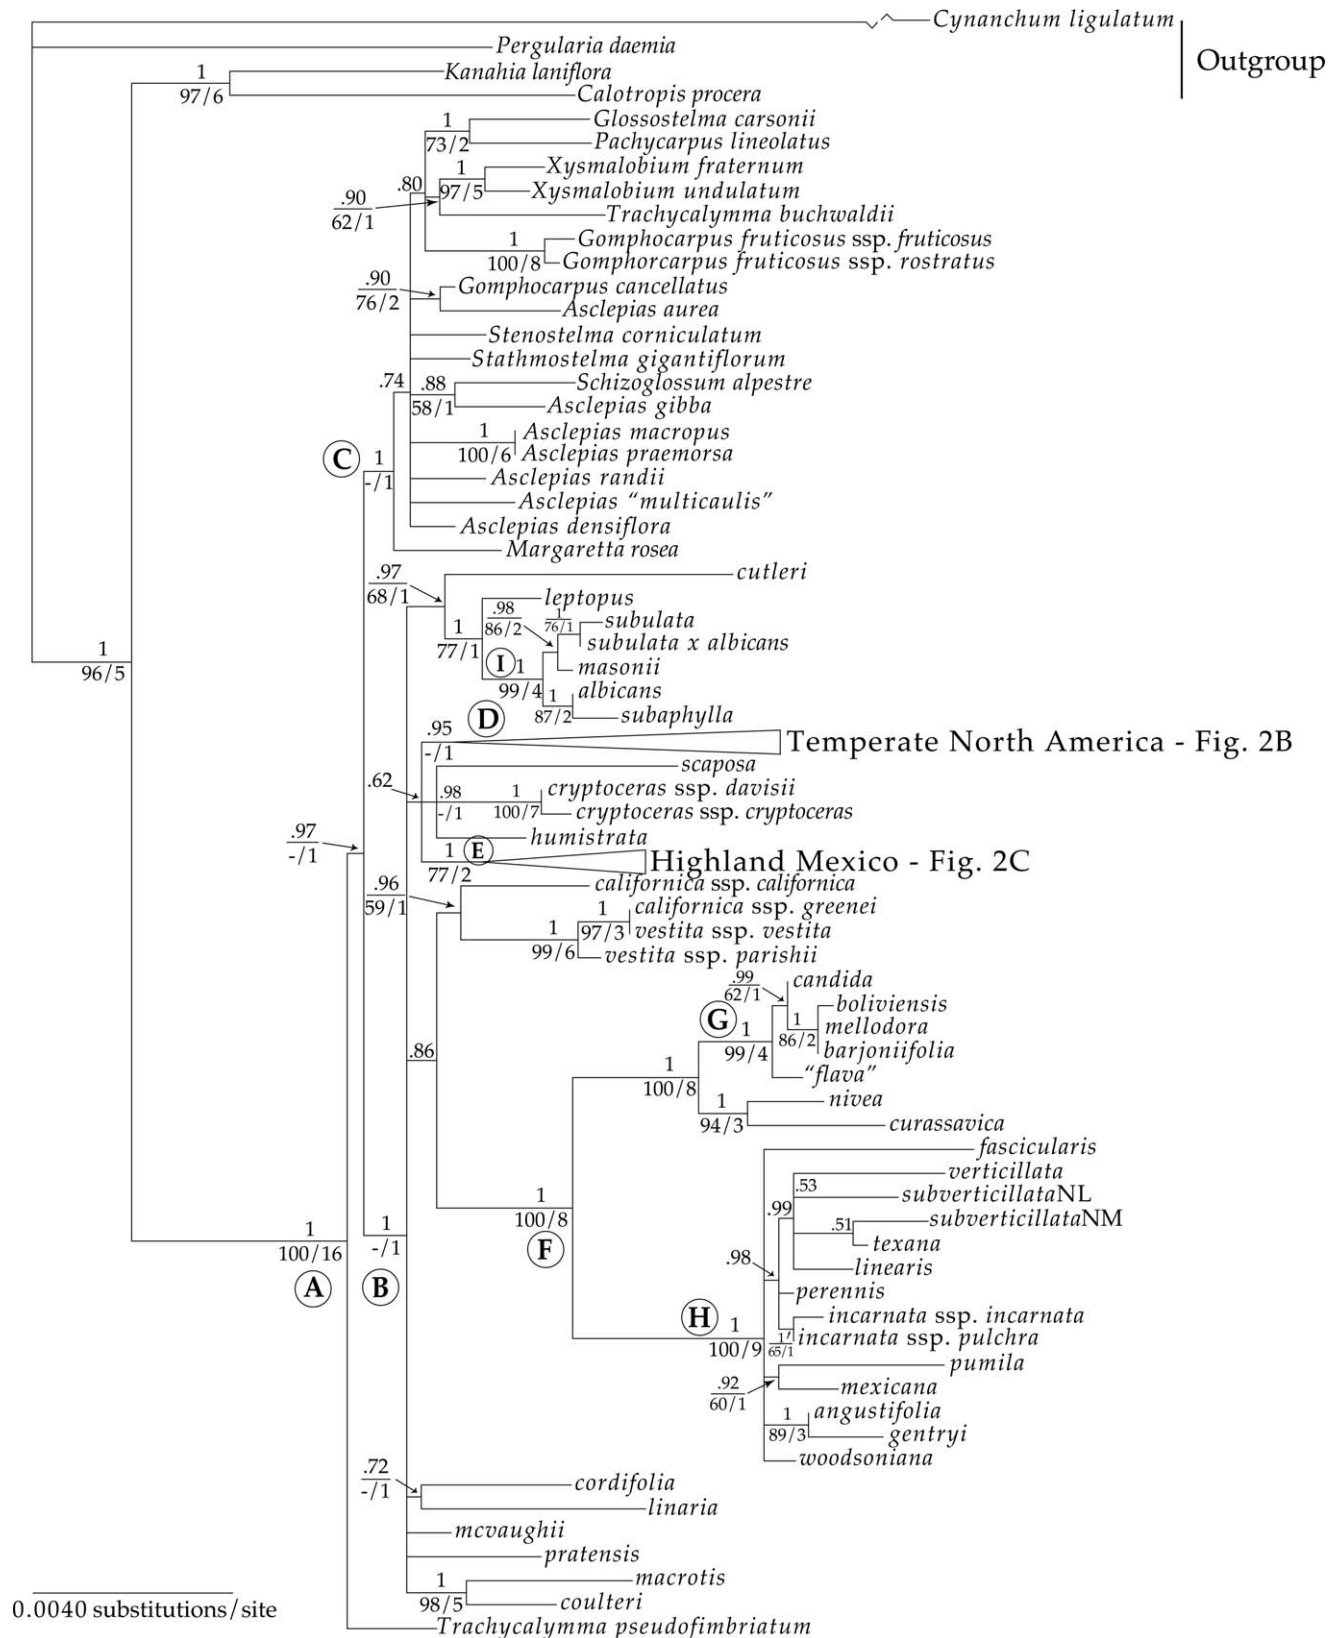 Cynanchum ligulatum
Pergularia daemia
Outgroup
1
Kanahia laniflora
97/6
Calotropis procera
1
Glossostelma carsonii
73/2
Pachycarpus lineolatus
1
Xysmalobium fraternum
.80
97/5
Xysmalobium undulatum
.90
62/1
Trachycalymma buchwaldii
1
Gomphocarpus fruticosus ssp. fruticosus
100/8
Gomphorcarpus fruticosus ssp. rostratus
.90
76/2
Gomphocarpus cancellatus
Asclepias aurea
Stenostelma corniculatum
Stathmostelma gigantiflorum
.74
.88
Schizoglossum alpestre
58/1
Asclepias gibba
1
Asclepias macropus
100/6
Asclepias praemorsa
C
1
-/1
Asclepias randii
Asclepias “multicaulis”
Asclepias densiflora
Margaretta rosea
.97
68/1
cutleri
leptopus
.98
86/2
1
76/1
subulata
1
77/1
subulata x albicans
I
1
masonii
99/4
1
albicans
87/2
subaphylla
1
96/5
D
.95
-/1
Temperate North America - Fig. 2B
scaposa
.62
.98
-/1
1
cryptoceras ssp. davisii
100/7
cryptoceras ssp. cryptoceras
humistrata
.97
-/1
1
E
77/2
Highland Mexico - Fig. 2C
.96
59/1
californica ssp. californica
1
californica ssp. greenei
97/3
1
vestita ssp. vestita
99/6
vestita ssp. parishii
.99
62/1
candida
boliviensis
G
1
1
mellodora
86/2
99/4
barjoniifolia
.86
1
“flava”
100/8
1
nivea
94/3
curassavica
fascicularis
verticillata
.53
subverticillataNL
1
100/8
.99
.51
subverticillataNM
1
100/16
1
-/1
F
texana
.98
linearis
A
B
perennis
H
1
incarnata ssp. incarnata
100/9
1
65/1
incarnata ssp. pulchra
pumila
.92
60/1
mexicana
1
angustifolia
89/3
gentryi
woodsoniana
.72
-/1
cordifolia
linaria
mcvaughii
pratensis
1
macrotis
98/5
coulteri
0.0040 substitutions/site
Trachycalymma pseudofimbriatum